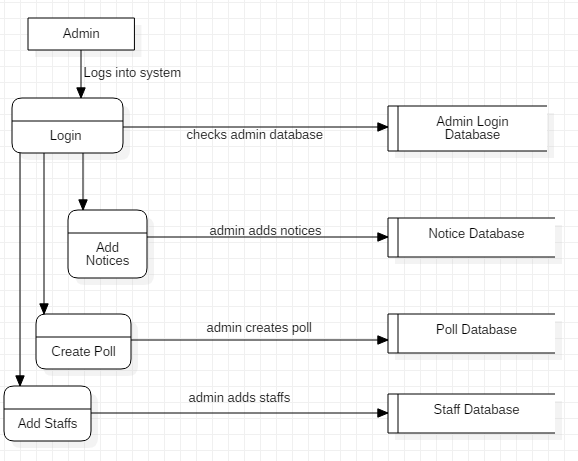 Admin
Logs into system
Login
checks admin database
Admin Login
Database
Add
Notices
admin adds notices
Notice Database
Create Poll
admin creates poll
Poll Database
Add Staffs
admin adds staffs
Staff Database